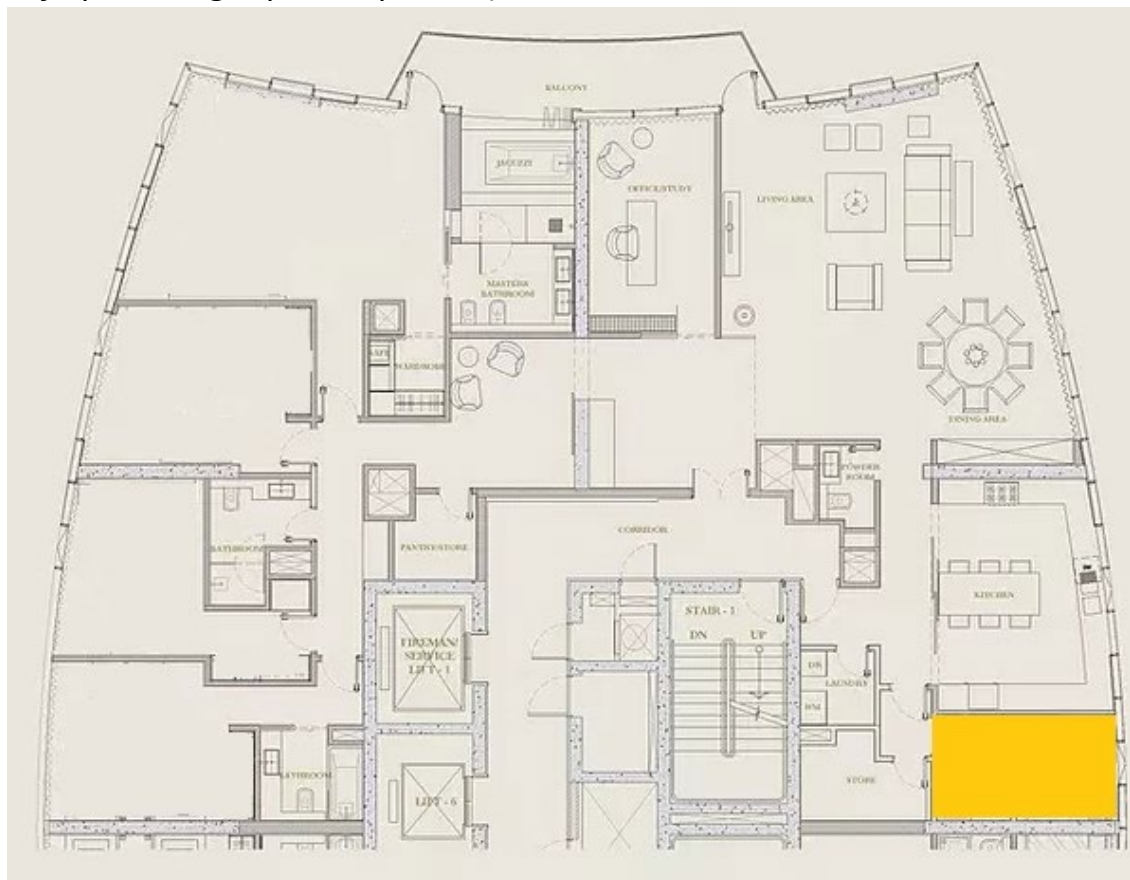 BALCONY
JACUZZI
OFFICE/STUDY
LIVING AREA
MASTERS
BATHROOM
SAFE
WARDROBE
DINING AREA
POWDER
ROOM
CORRIDOR
BATHROOM
PANTRY/STORE
KITCHEN
STAIR - 1
DN UP
FIREMAN/
SERVICE
LIFT - 1
DR
LAUNDRY
WM
BATHROOM
STORE
LIFT - 6